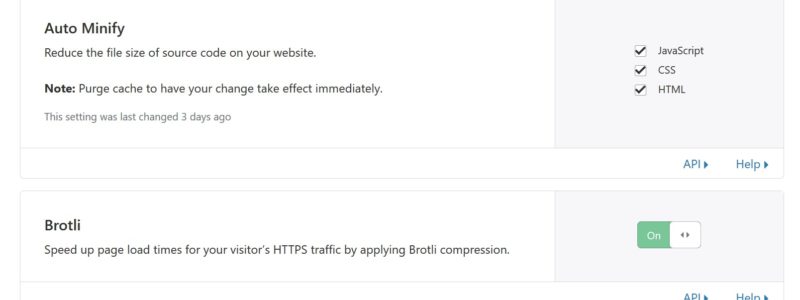 Auto Minify
Reduce the file size of source code on your website.
JavaScript
CSS
HTML
Note: Purge cache to have your change take effect immediately.
This setting was last changed 3 days ago
API
Help
Brotli
Speed up page load times for your visitor's HTTPS traffic by applying Brotli compression.
On
API
Help